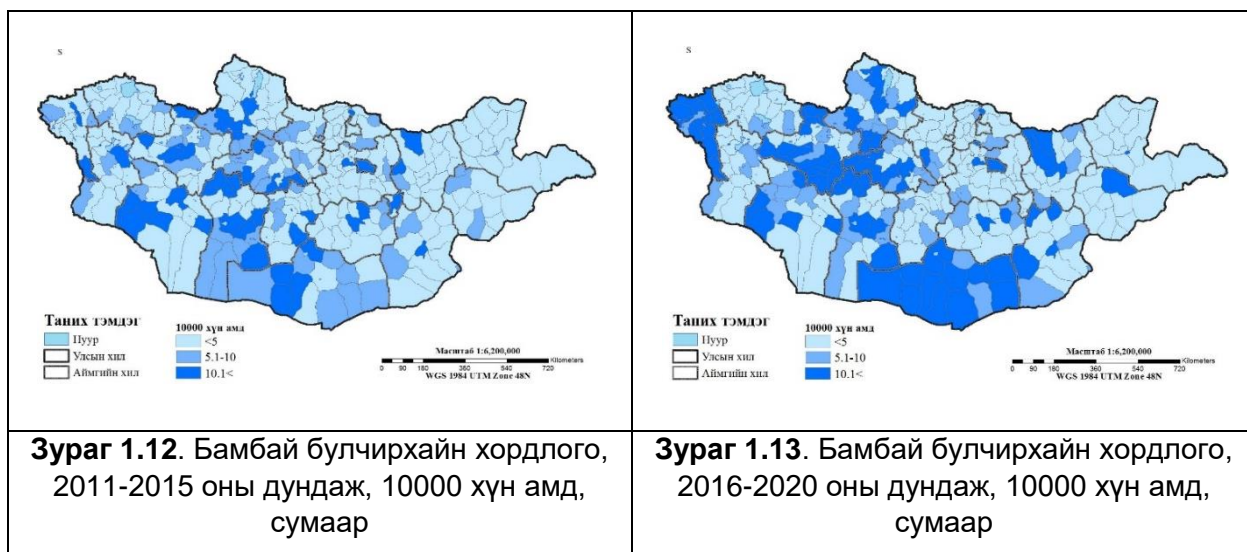 s
Таних тэмдэг
Нуур
Улсын хил
Аймгийн хил
10000 хүн амд
<5
5.1-10
10.1<
Масштаб 1:6,200,000
0 90 180 360 540 720 Kilometers
WGS 1984 UTM Zone 48N
Зураг 1.12. Бамбай булчирхайн хордлого,
2011-2015 оны дундаж, 10000 хүн амд,
сумаар
s
Таних тэмдэг
Нуур
Улсын хил
Аймгийн хил
10000 хүн амд
<5
5.1-10
10.1<
Масштаб 1:6,200,000
0 90 180 360 540 720 Kilometers
WGS 1984 UTM Zone 48N
Зураг 1.13. Бамбай булчирхайн хордлого,
2016-2020 оны дундаж, 10000 хүн амд,
сумаар